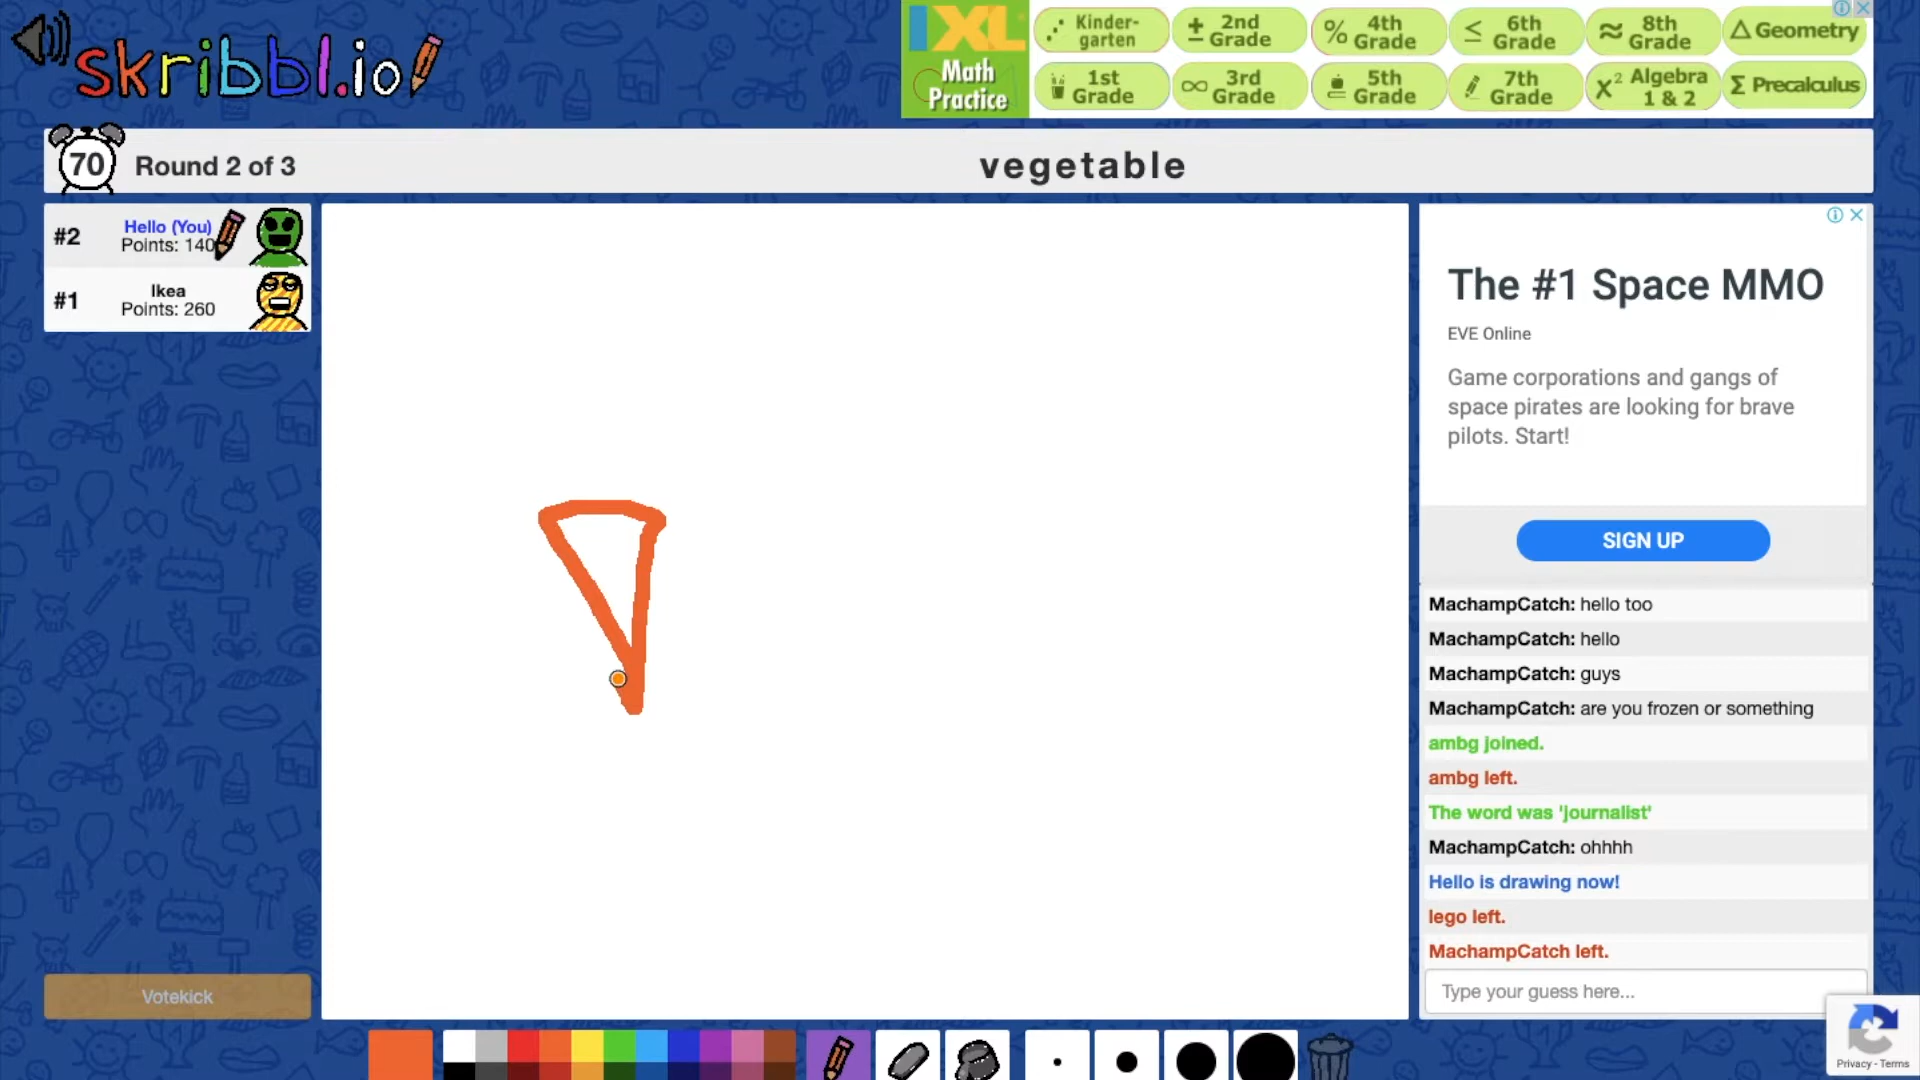 skribbl.io
IXL
Math
Practice
Kinder-
garten
2nd
Grade
4th
Grade
6th
Grade
8th
Grade
Geometry
1st
Grade
3rd
Grade
5th
Grade
7th
Grade
Algebra
1 & 2
Precalculus
70
Round 2 of 3
vegetable
#2
Hello (You)
Points: 140
#1
Ikea
Points: 260
The #1 Space MMO
EVE Online
Game corporations and gangs of
space pirates are looking for brave
pilots. Start!
SIGN UP
MachampCatch: hello too
MachampCatch: hello
MachampCatch: guys
MachampCatch: are you frozen or something
ambg joined.
ambg left.
The word was 'journalist'
MachampCatch: ohhhh
Hello is drawing now!
lego left.
MachampCatch left.
Type your guess here...
Votekick
Privacy - Terms